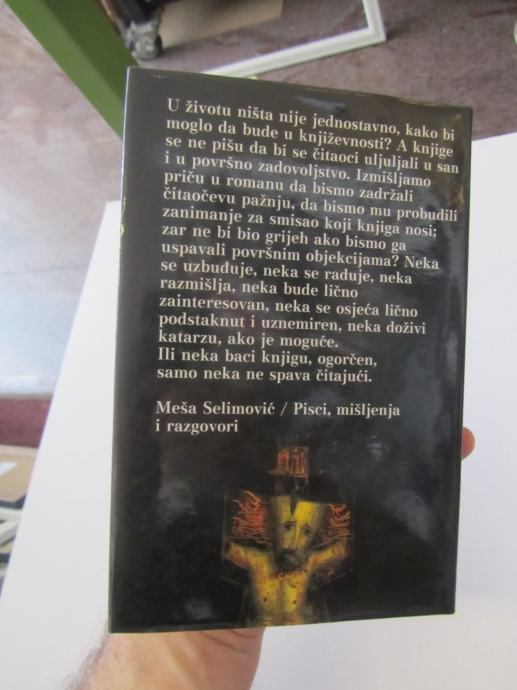 U životu ništa nije jednostavno, kako bi
moglo da bude u književnosti? A knjige
se ne pišu da bi se čitaoci uljuljali u san
i u površno zadovoljstvo. Izmišljamo
priču u romanu da bismo zadržali
čitaočevu pažnju, da bismo mu probudili
zanimanje za smisao koji knjiga nosi;
zar ne bi bio grijeh ako bismo ga
uspavali površnim objekcijama? Neka
se uzbuđuje, neka se raduje, neka
razmišlja, neka bude lično
zainteresovan, neka se osjeća lično
podstaknut i uznemiren, neka doživi
katarzu, ako je moguće.
Ili neka baci knjigu, ogorčen,
samo neka ne spava čitajući.
Meša Selimović / Pisci, mišljenja
i razgovori